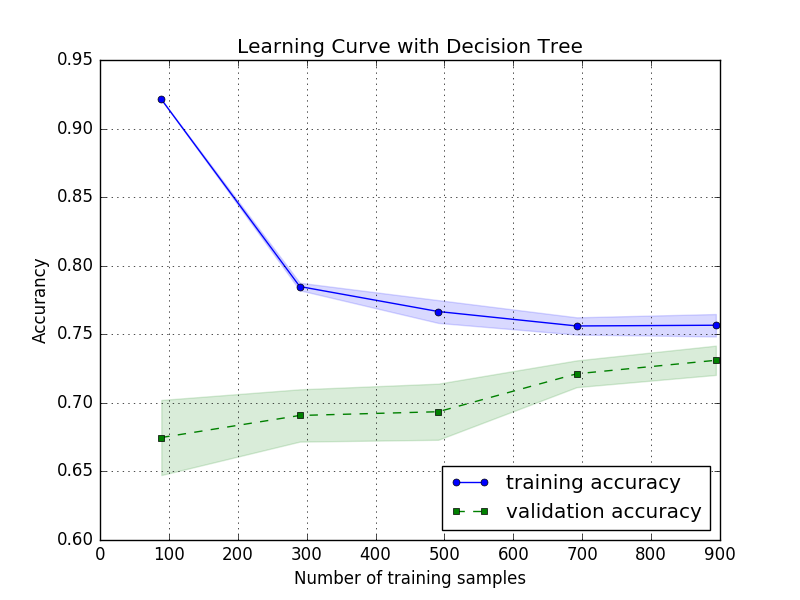 Learning Curve with Decision Tree
0.95
0.90
0.85
0.80
0.75
0.70
0.65
0.60
Accurancy
training accuracy
validation accuracy
0 100 200 300 400 500 600 700 800 900
Number of training samples